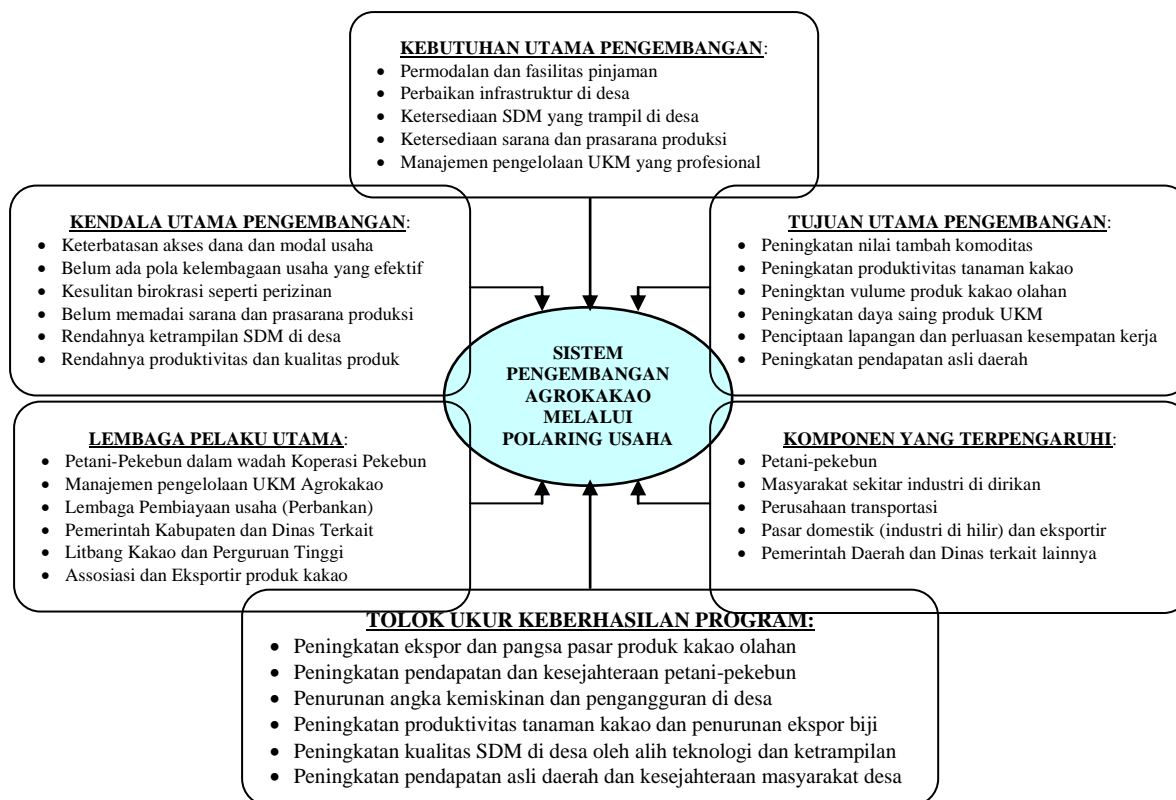 KEBUTUHAN UTAMA PENGEMBANGAN:
• Permodalan dan fasilitas pinjaman
• Perbaikan infrastruktur di desa
• Ketersedian SDM yang trampil di desa
• Ketersediaan sarana dan prasarana produksi
• Manajemen pengelolaan UKM yang profesional
KENDALA UTAMA PENGEMBANGAN:
• Keterbatasan akses dana dan modal usaha
• Belum ada pola kelembagaan usaha yang efektif
• Kesulitan birokrasi seperti perizinan
• Belum memadai sarana dan prasarana produksi
• Rendahnya ketrampilan SDM di desa
• Rendahnya produktivitas dan kualitas produk
TUJUAN UTAMA PENGEMBANGAN:
• Peningkatan nilai tambah komoditas
• Peningkatan produktivitas tanaman kakao
• Peningktan vulume produk kakao olahan
• Peningkatan daya saing produk UKM
• Penciptaan lapangan dan perluasan kesempatan kerja
• Peningkatan pendapatan asli daerah
SISTEM
PENGEMBANGAN
AGROKAKAO
MELALUI
POLARING USAHA
LEMBAGA PELAKU UTAMA:
• Petani-Pekebun dalam wadah Koperasi Pekebun
• Manajemen pengelolaan UKM Agrokakao
• Lembaga Pembiayaan usaha (Perbankan)
• Pemerintah Kabupaten dan Dinas Terkait
• Litbang Kakao dan Perguruan Tinggi
• Assosiasi dan Eksportir produk kakao
KOMPONEN YANG TERPENGARUHI:
• Petani-pekebun
• Masyarakat sekitar industri di dirikan
• Perusahaan transportasi
• Pasar domestik (industri di hilir) dan eksportir
• Pemerintah Daerah dan Dinas terkait lainnya
TOLOK UKUR KEBERHASILAN PROGRAM:
• Peningkatan ekspor dan pangsa pasar produk kakao olahan
• Peningkatan pendapatan dan kesejahteraan petani-pekebun
• Penurunan angka kemiskinan dan pengangguran di desa
• Peningkatan produktivitas tanaman kakao dan penurunan ekspor biji
• Peningkatan kualitas SDM di desa oleh alih teknologi dan ketrampilan
• Peningkatan pendapatan asli daerah dan kesejahteraan masyarakat desa